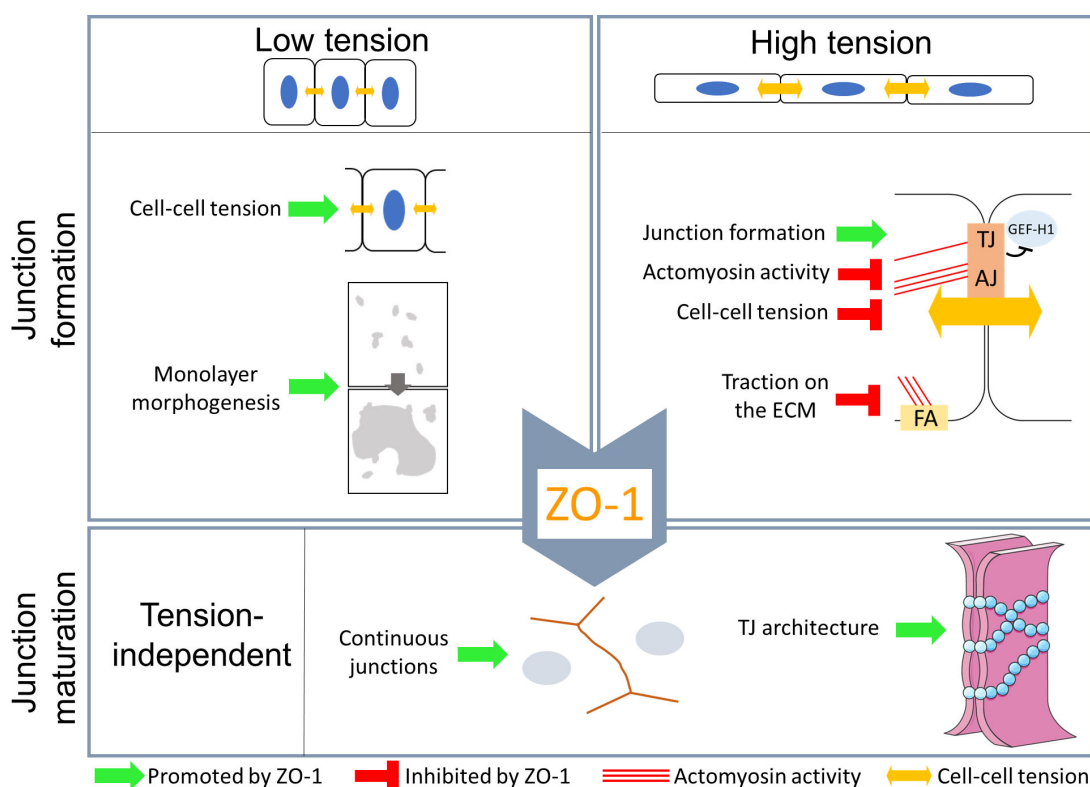 Low tension
High tension
Junction
formation
Cell-cell tension
Monolayer
morphogenesis
Junction formation
Actomyosin activity
Cell-cell tension
Traction on
the ECM
TJ
GEF-H1
AJ
FA
ZO-1
Junction
maturation
Tension-
independent
Continuous
junctions
TJ architecture
Promoted by ZO-1
Inhibited by ZO-1
Actomyosin activity
Cell-cell tension